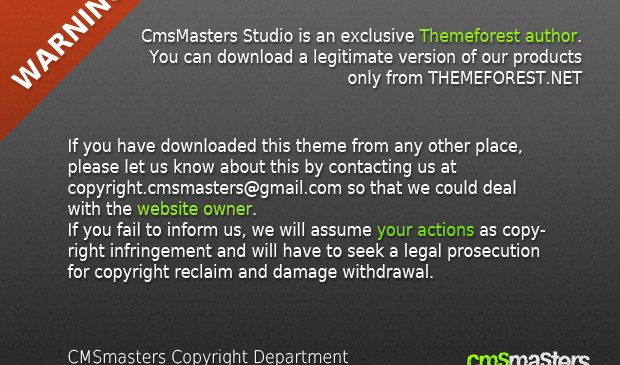 WARNING
CmsMasters Studio is an exclusive Themeforest author.
You can download a legitimate version of our products
only from THEMEFOREST.NET
If you have downloaded this theme from any other place,
please let us know about this by contacting us at
copyright.cmsmasters@gmail.com so that we could deal
with the website owner.
If you fail to inform us, we will assume your actions as copy-
right infringement and will have to seek a legal prosecution
for copyright reclaim and damage withdrawal.
CMSmasters Copyright Department
cmsmasters